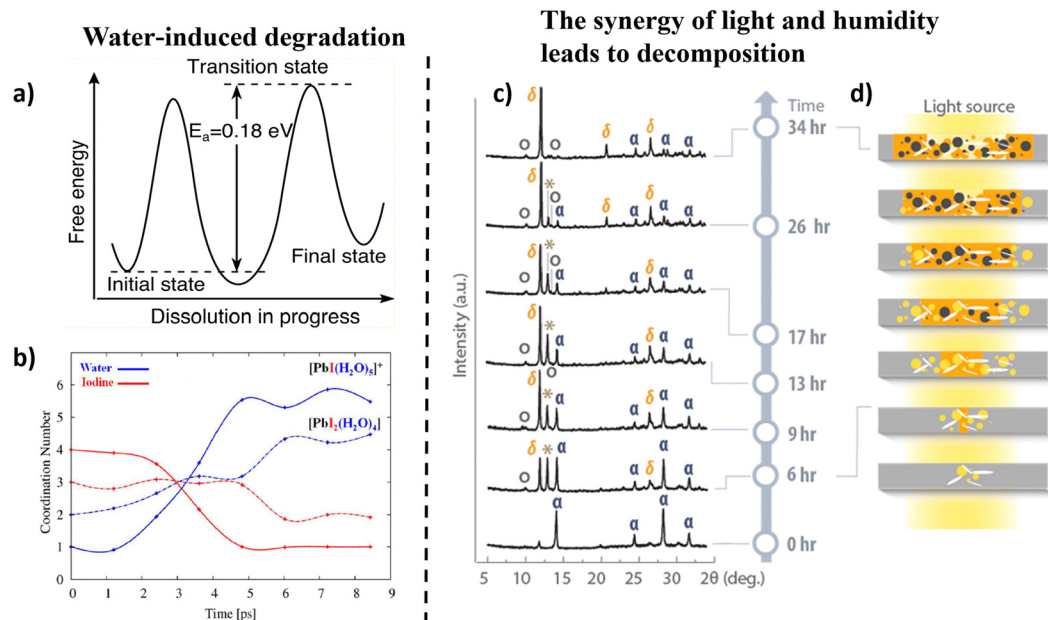 Water-induced degradation
The synergy of light and humidity
leads to decomposition
a)
Transition state
Eₐ=0.18 eV
Free energy
Initial state
Final state
Dissolution in progress
b)
Water
Iodine
[PbI(H₂O)₅]⁺
[PbI₂(H₂O)₄]
Coordination Number
6
5
4
3
2
1
0
0 1 2 3 4 5 6 7 8 9
Time [ps]
c)
Time
δ
34 hr
O O δ α δ α α
δ
26 hr
O * O α δ α δ α α
δ
17 hr
O * O α α δ α α
δ
13 hr
O * α α δ α α
δ
9 hr
O * O α α δ α α
6 hr
O δ * α α δ α α
0 hr
α α α α
Intensity (a.u.)
5 10 15 20 25 30 2θ (deg.)
d)
Light source